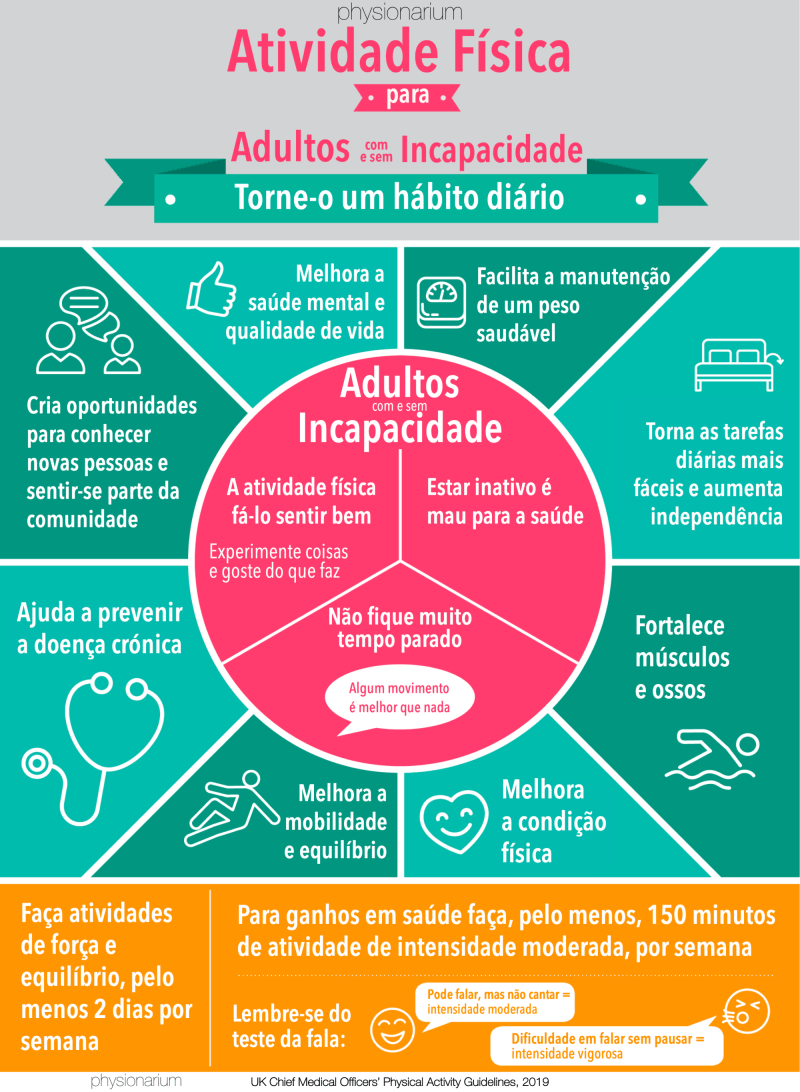 physionarium
Atividade Física
para
Adultos com e sem Incapacidade
Torne-o um hábito diário
Melhora a
saúde mental e
qualidade de vida
Facilita a manutenção
de um peso
saudável
Cria oportunidades
para conhecer
novas pessoas e
sentir-se parte da
comunidade
Torna as tarefas
diárias mais
fáceis e aumenta
independência
Adultos
com e sem
Incapacidade
A atividade física
fá-lo sentir bem
Experimente coisas
e goste do que faz
Estar inativo é
mau para a saúde
Não fique muito
tempo parado
Algum movimento
é melhor que nada
Ajuda a prevenir
a doença crónica
Fortalece
músculos
e ossos
Melhora a
mobilidade
e equilíbrio
Melhora
a condição
física
Faça atividades
de força e
equilíbrio, pelo
menos 2 dias por
semana
Para ganhos em saúde faça, pelo menos, 150 minutos
de atividade de intensidade moderada, por semana
Lembre-se do
teste da fala:
Pode falar, mas não cantar =
intensidade moderada
Dificuldade em falar sem pausar =
intensidade vigorosa
physionarium
UK Chief Medical Officers' Physical Activity Guidelines, 2019